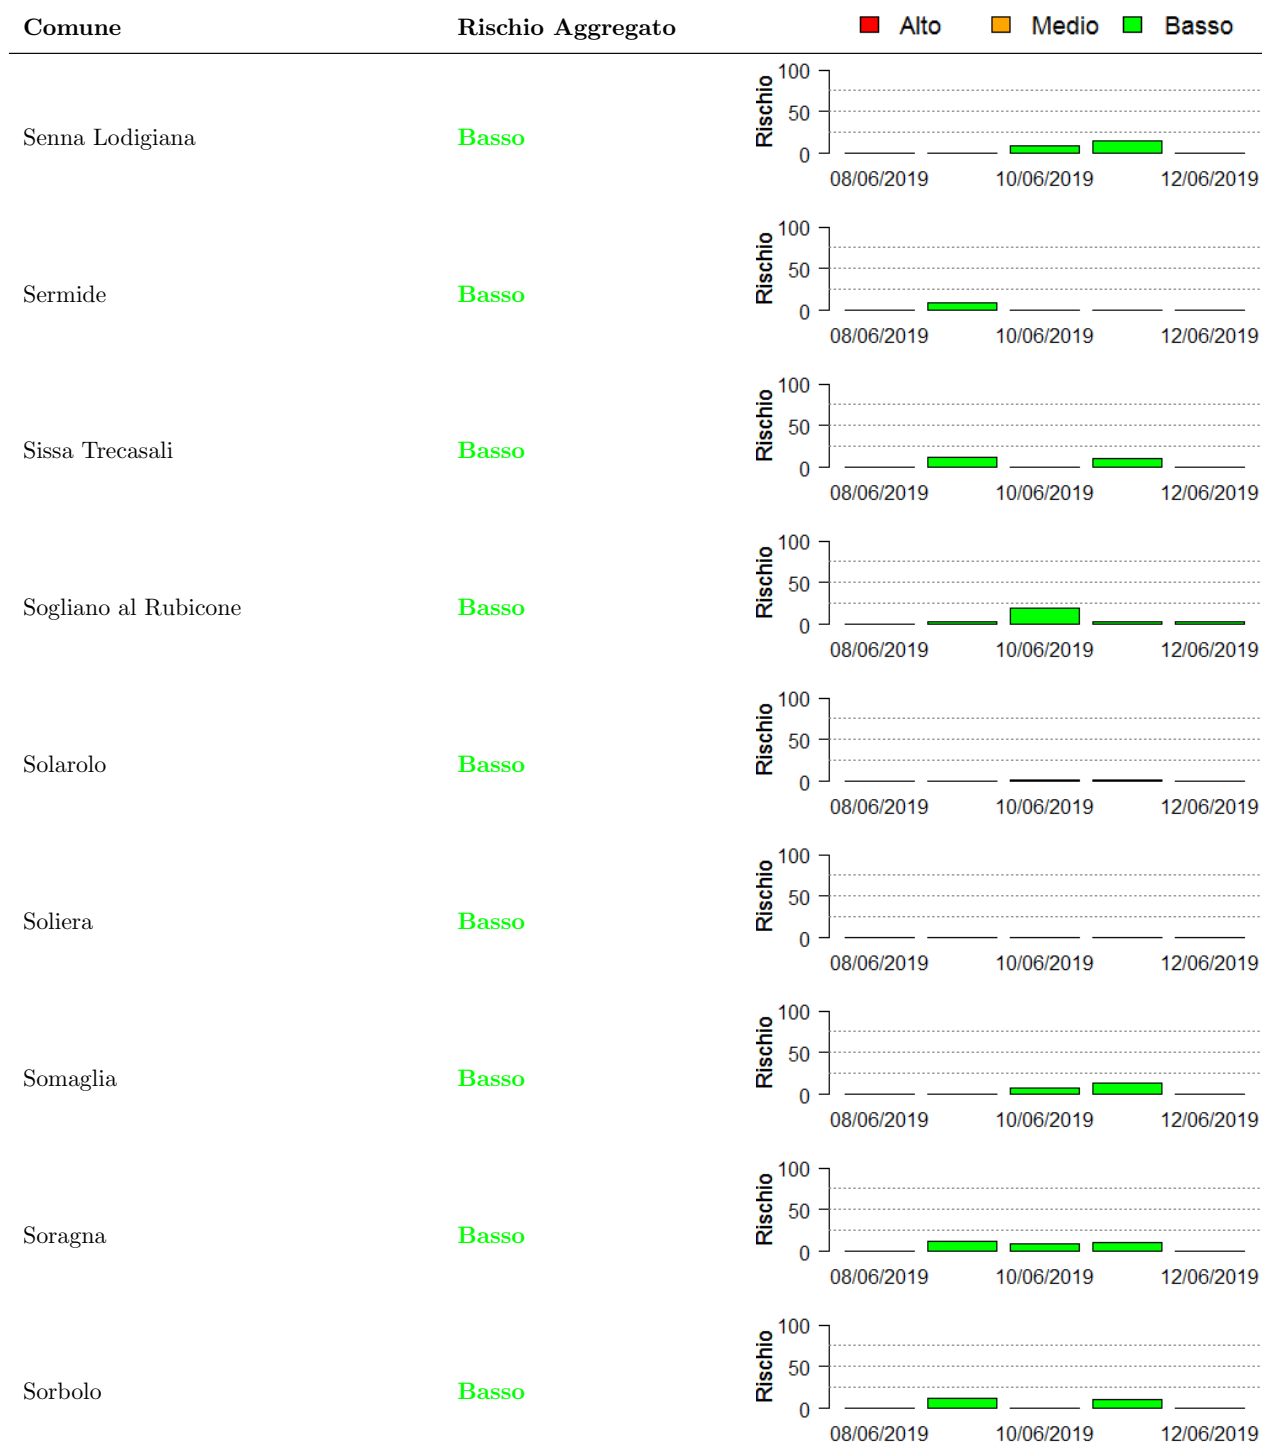 Comune Rischio Aggregato Alto Medio Basso
100
50
0
Rischio
Senna Lodigiana Basso
08/06/2019 10/06/2019 12/06/2019
100
50
0
Rischio
Sermide Basso
08/06/2019 10/06/2019 12/06/2019
100
50
0
Rischio
Sissa Trecasali Basso
08/06/2019 10/06/2019 12/06/2019
100
50
0
Rischio
Sogliano al Rubicone Basso
08/06/2019 10/06/2019 12/06/2019
100
50
0
Rischio
Solarolo Basso
08/06/2019 10/06/2019 12/06/2019
100
50
0
Rischio
Soliera Basso
08/06/2019 10/06/2019 12/06/2019
100
50
0
Rischio
Somaglia Basso
08/06/2019 10/06/2019 12/06/2019
100
50
0
Rischio
Soragna Basso
08/06/2019 10/06/2019 12/06/2019
100
50
0
Rischio
Sorbolo Basso
08/06/2019 10/06/2019 12/06/2019